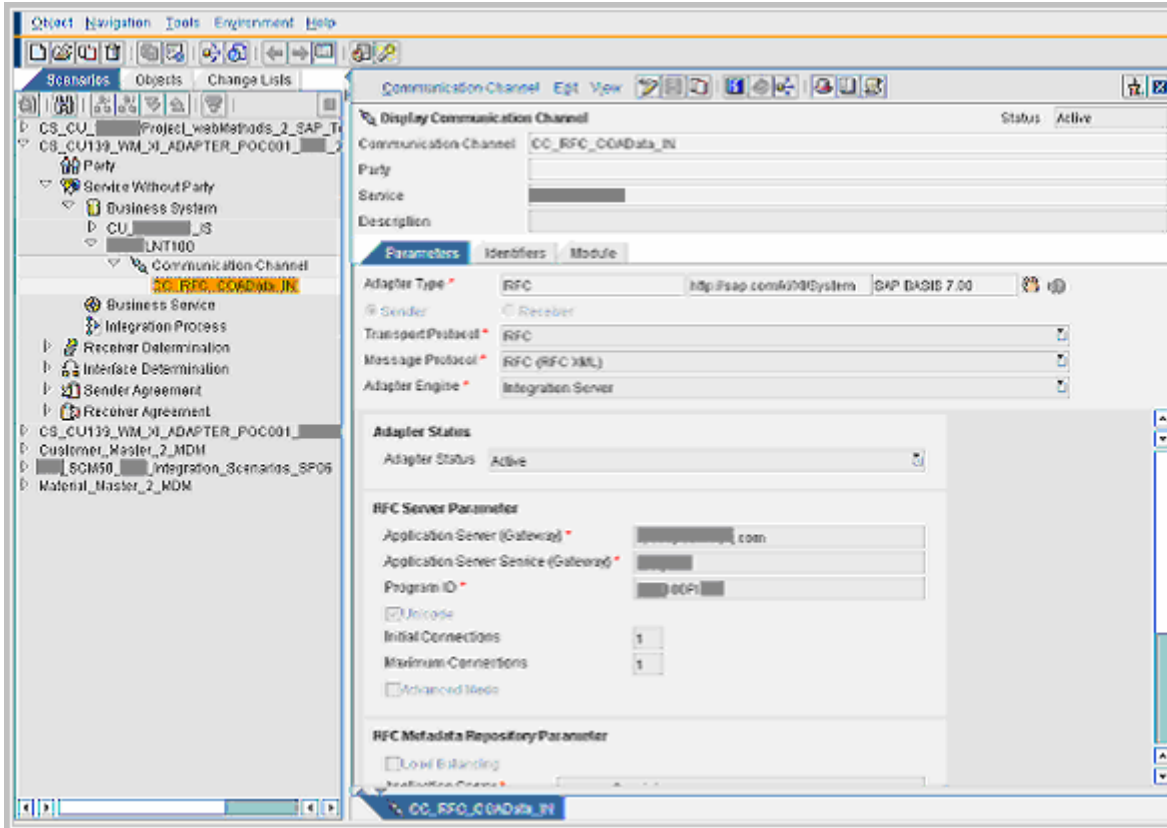 Object Navigation Tools Environment Help
Scenarios Objects Change Lists
CS_CU_ Project_webMethods_2_SAP_T
CS_CU139_WM_XI_ADAPTER_POC001_ _2
Party
Service Without Party
Business System
CU_ _IS
LNT100
Communication Channel
CC_RFC_COAData_IN
Business Service
Integration Process
Receiver Determination
Interface Determination
Sender Agreement
Receiver Agreement
CS_CU139_WM_XI_ADAPTER_POC001_
Customer_Master_2_MDM
_SCM50_ _Integration_Scenarios_SP06
Material_Master_2_MDM
Communication Channel Edit View
Display Communication Channel Status Active
Communication Channel CC_RFC_COAData_IN
Party
Service
Description
Parameters Identifiers Module
Adapter Type * RFC http://sap.com/xi/XI/System SAP BASIS 7.00
Sender Receiver
Transport Protocol * RFC
Message Protocol * RFC (RFC XML)
Adapter Engine * Integration Server
Adapter Status
Adapter Status Active
RFC Server Parameter
Application Server (Gateway) * .com
Application Server Service (Gateway) *
Program ID *
Unicode
Initial Connections 1
Maximum Connections 1
Advanced Mode
RFC Metadata Repository Parameter
Load Balancing
CC_RFC_COAData_IN